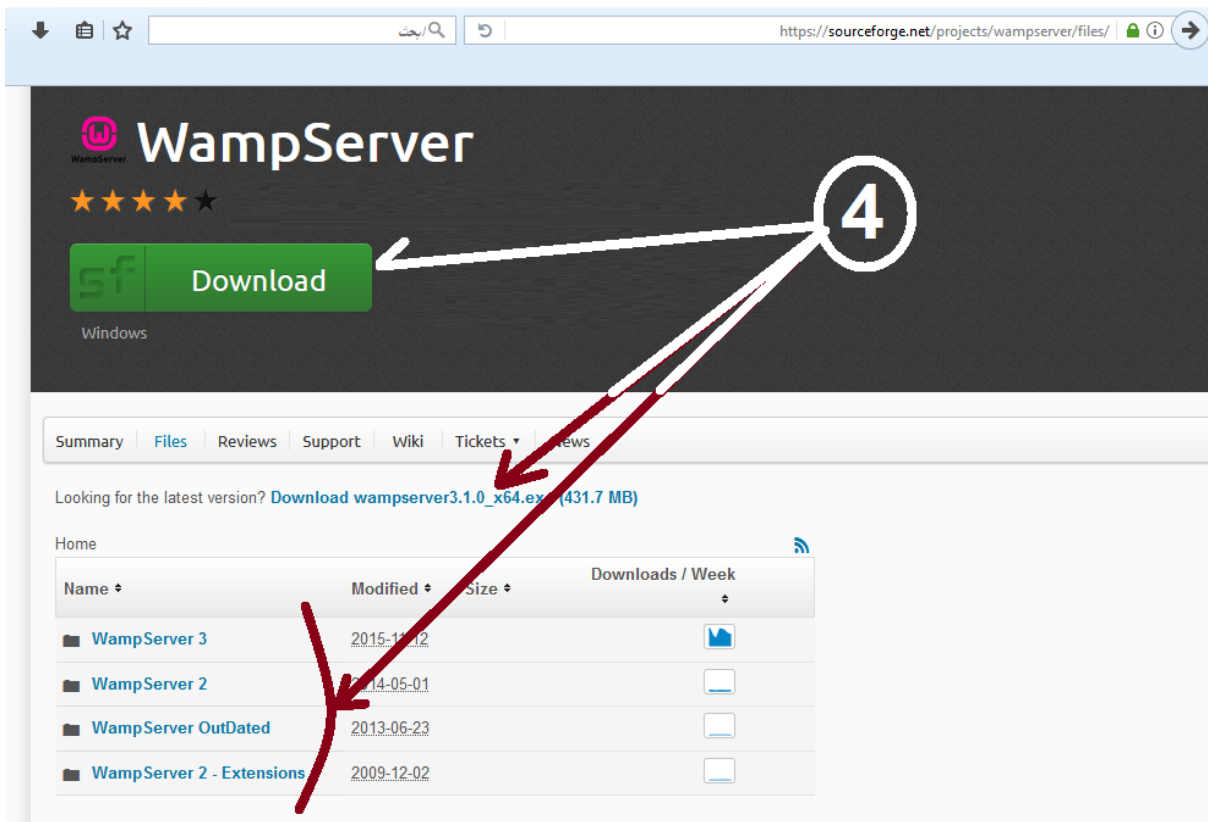 بحث
https://sourceforge.net/projects/wampserver/files/
WampServer
WampServer
4
sf Download
Windows
Summary Files Reviews Support Wiki Tickets News
Looking for the latest version? Download wampserver3.1.0_x64.ex (431.7 MB)
Home
Name Modified Size Downloads / Week
WampServer 3 2015-11-12
WampServer 2 2014-05-01
WampServer OutDated 2013-06-23
WampServer 2 - Extensions 2009-12-02